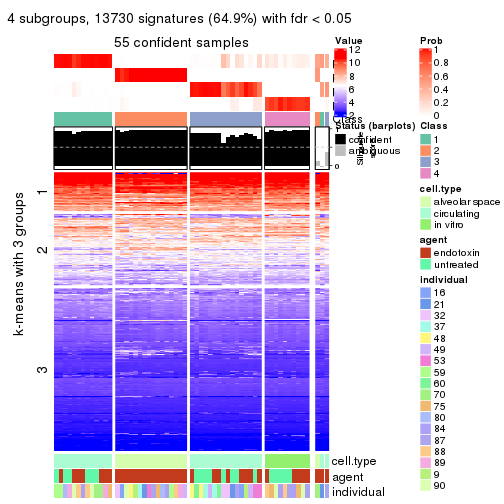 4 subgroups, 13730 signatures (64.9%) with fdr < 0.05
55 confident samples
k-means with 3 groups
1
2
3
Class
Silhouette
score
0
cell.type
agent
individual
Value
12
10
8
6
4
2
Status (barplots)
confident
ambiguous
Prob
1
0.8
0.6
0.4
0.2
0
Class
1
2
3
4
cell.type
alveolar space
circulating
in vitro
agent
endotoxin
untreated
individual
16
21
32
37
48
49
53
59
60
70
75
80
84
87
88
89
9
90